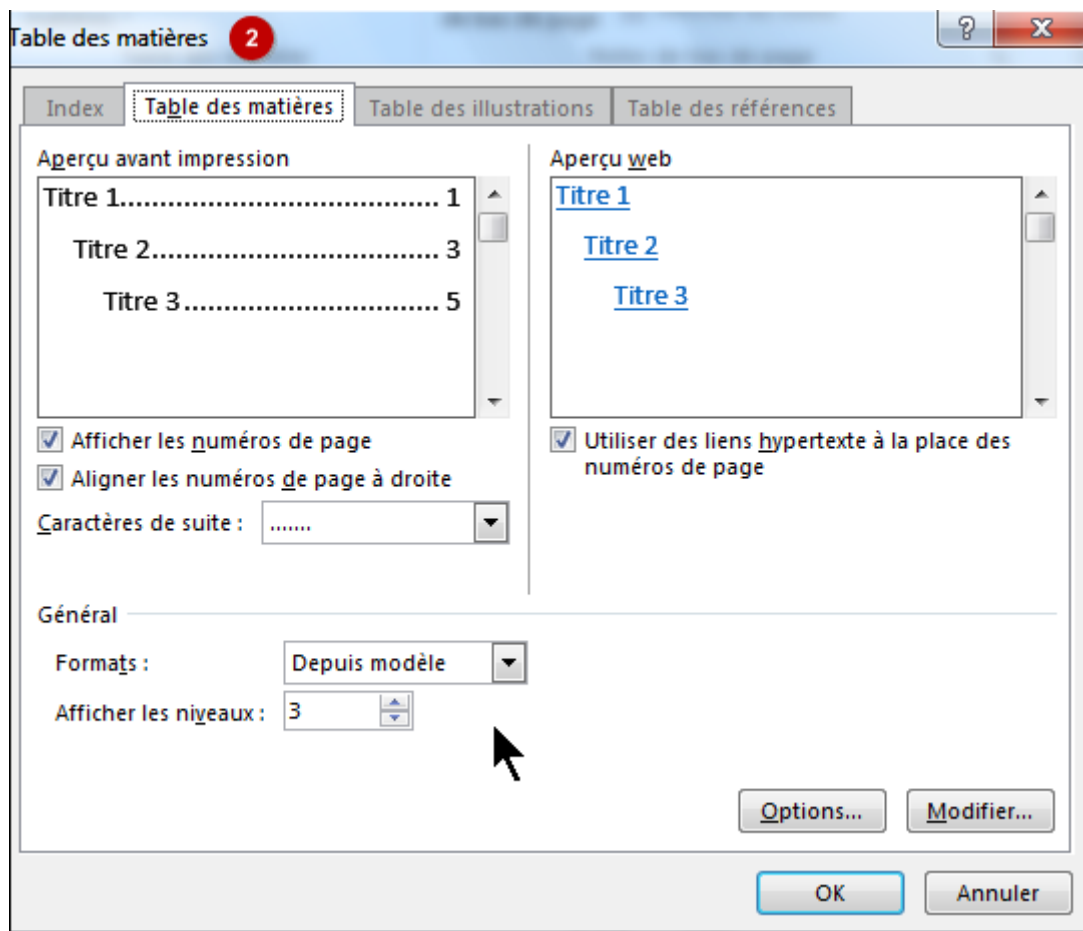 Table des matières 2
Index Table des matières Table des illustrations Table des références
Aperçu avant impression
Titre 1........................................ 1
Titre 2.................................... 3
Titre 3................................ 5
Aperçu web
Titre 1
Titre 2
Titre 3
Afficher les numéros de page
Aligner les numéros de page à droite
Caractères de suite : .......
Utiliser des liens hypertexte à la place des
numéros de page
Général
Formats : Depuis modèle
Afficher les niveaux : 3
Options... Modifier...
OK Annuler